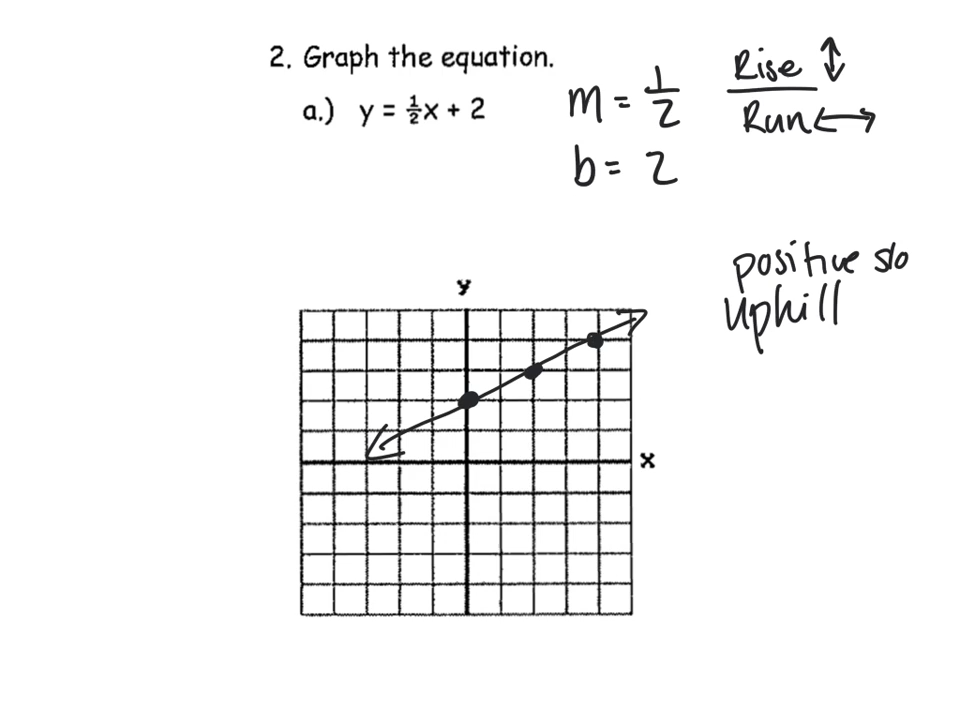 2. Graph the equation.
a.) y = ½x + 2
m = 1/2
b = 2
Rise ↕
Run ↔
positive slo
Uphill
y
x